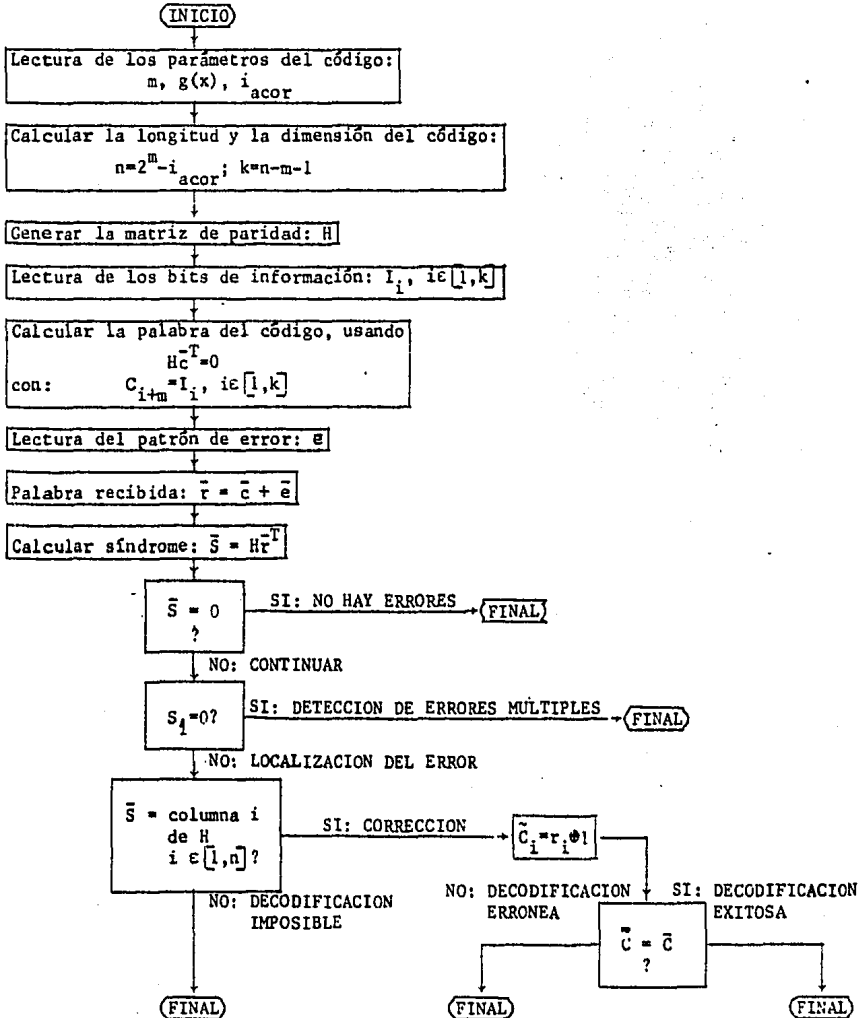 INICIO
Lectura de los parámetros del código:
m, g(x), i_acor
Calcular la longitud y la dimensión del código:
n=2^m-i_acor; k=n-m-1
Generar la matriz de paridad: H
Lectura de los bits de información: I_i, iε[1,k]
Calcular la palabra del código, usando
Hc̄^T=0
con: C_{i+m}=I_i, iε[1,k]
Lectura del patrón de error: e
Palabra recibida: r̄ = c̄ + ē
Calcular síndrome: S̄ = Hr̄^T
S̄ = 0
?
SI: NO HAY ERRORES
FINAL
NO: CONTINUAR
S_1=0?
SI: DETECCION DE ERRORES MULTIPLES
FINAL
NO: LOCALIZACION DEL ERROR
S̄ = columna i
de H
i ε[1,n]?
SI: CORRECCION
C̃_i=r_i⊕1
NO: DECODIFICACION
IMPOSIBLE
NO: DECODIFICACION
ERRONEA
SI: DECODIFICACION
EXITOSA
C̃ = C̄
?
FINAL
FINAL
FINAL